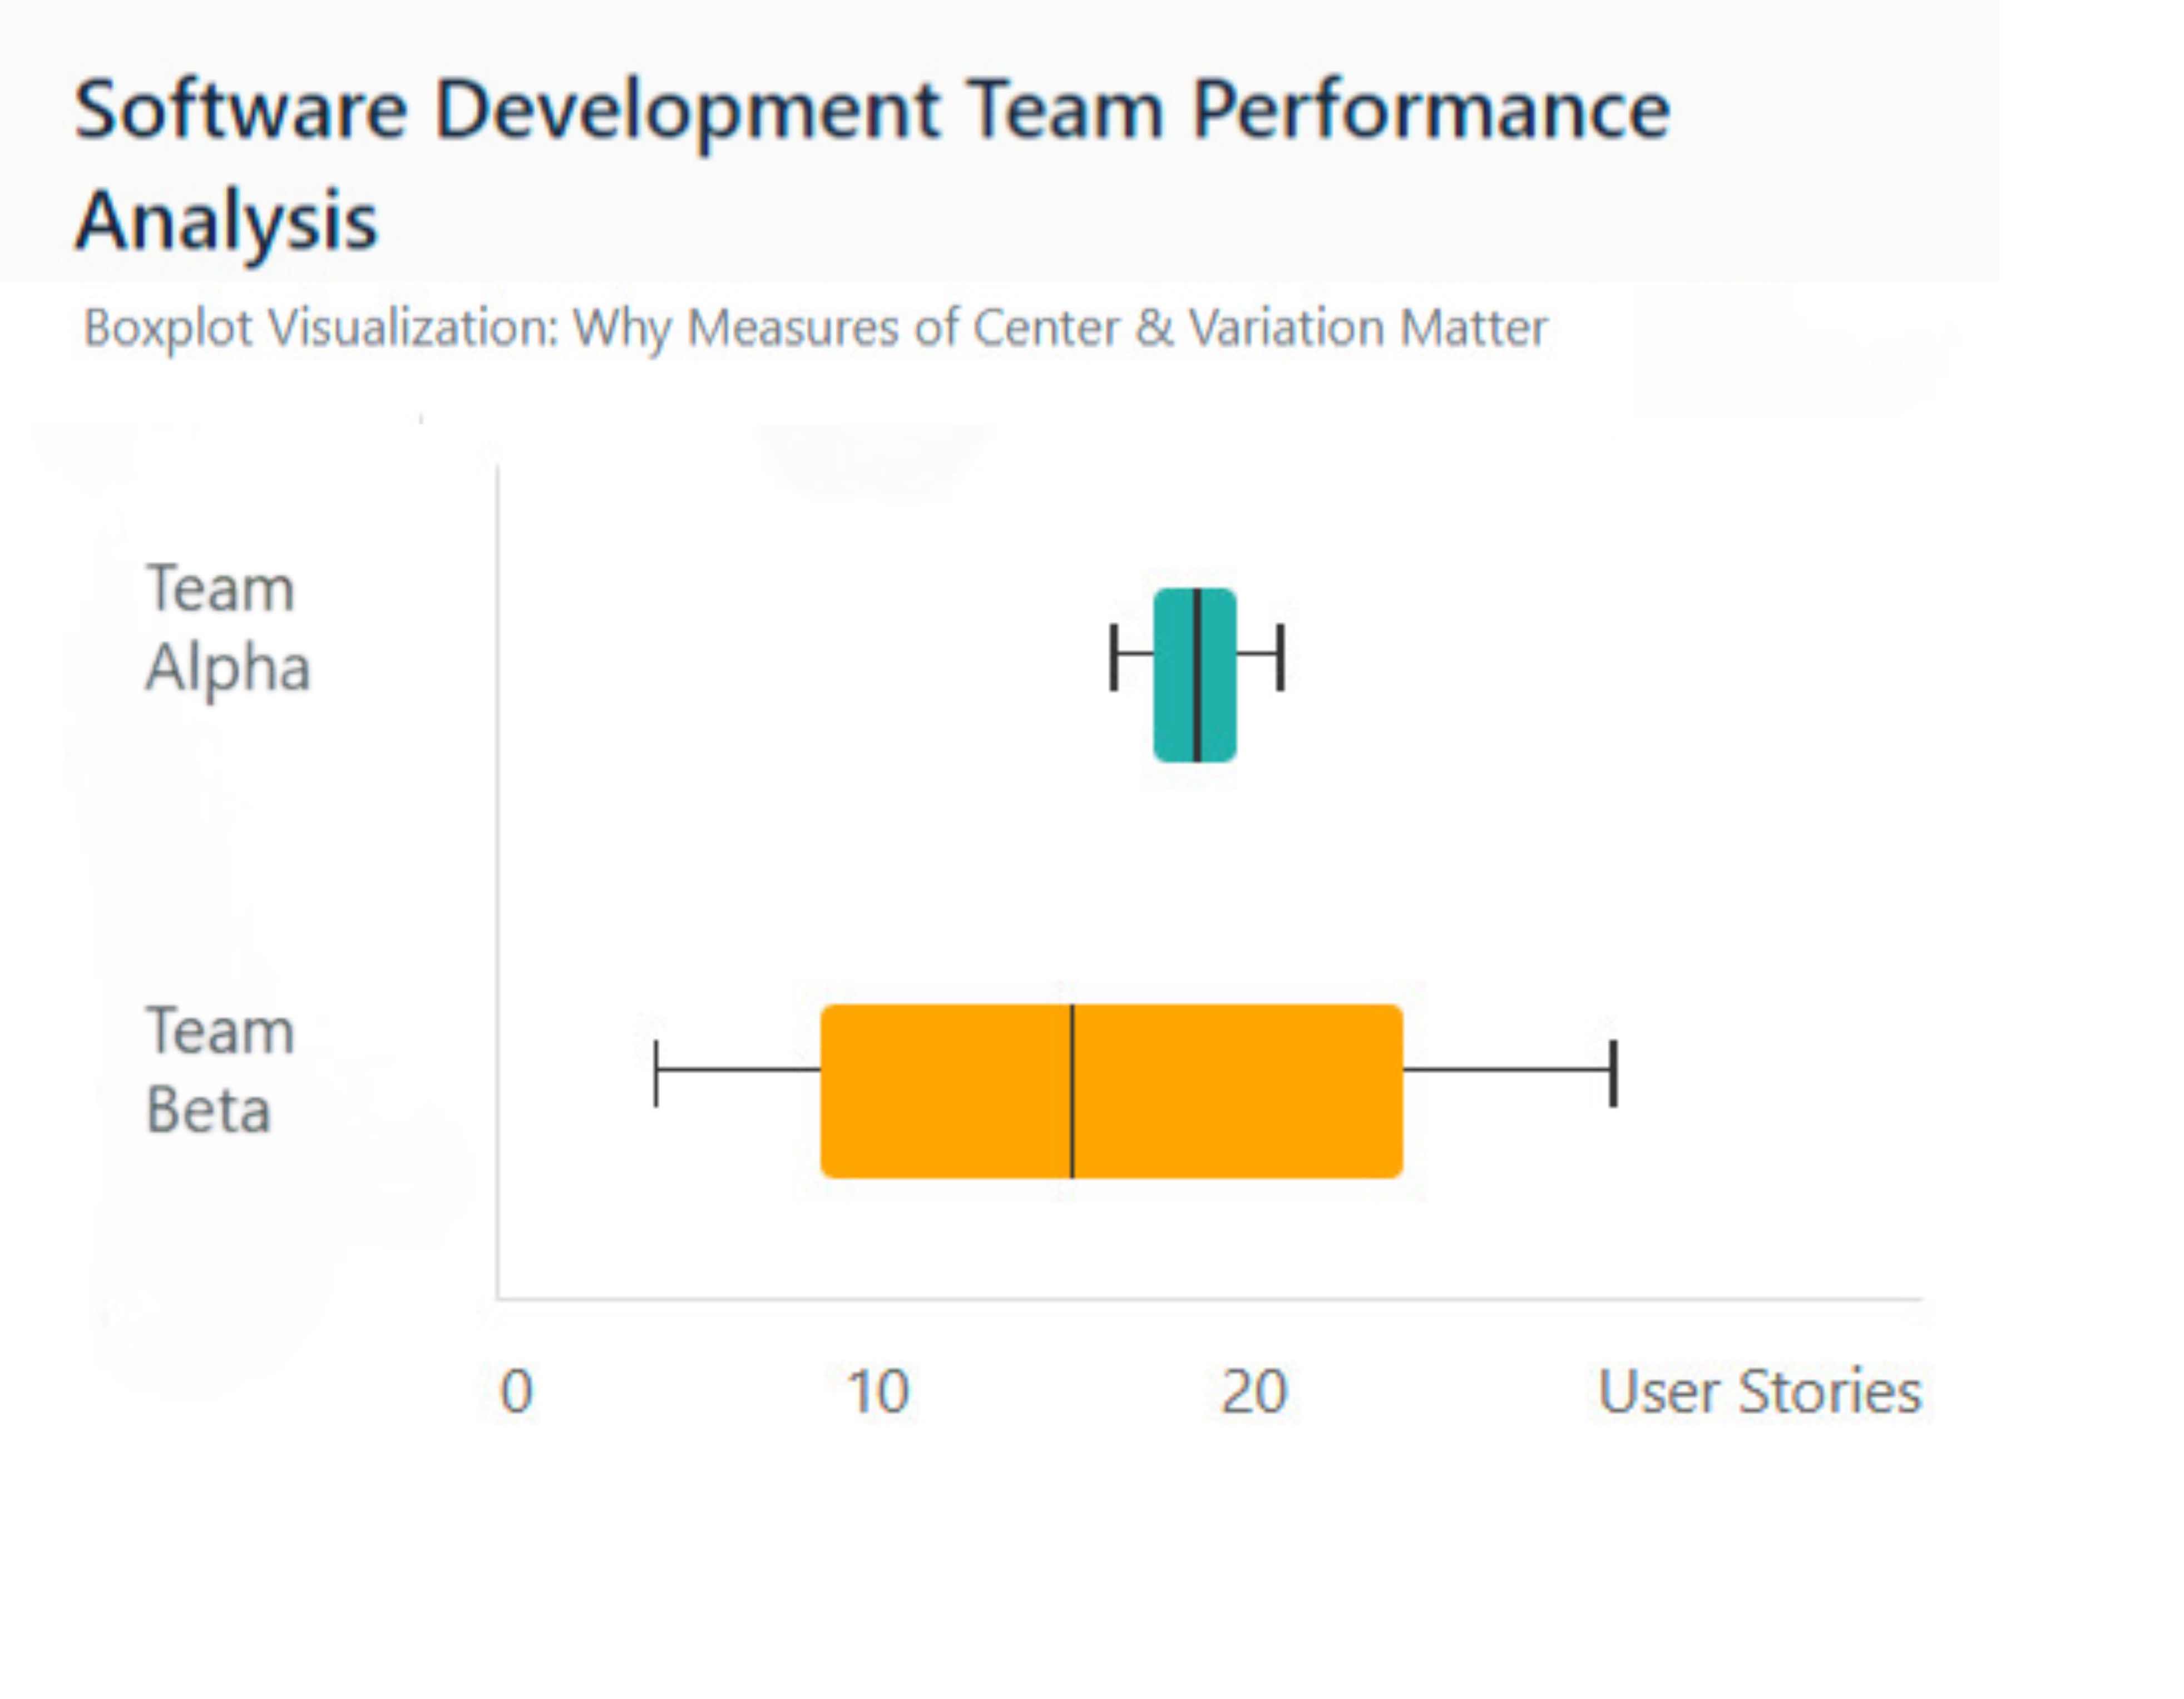 Software Development Team Performance
Analysis
Boxplot Visualization: Why Measures of Center & Variation Matter
Team
Alpha
Team
Beta
0 10 20 User Stories